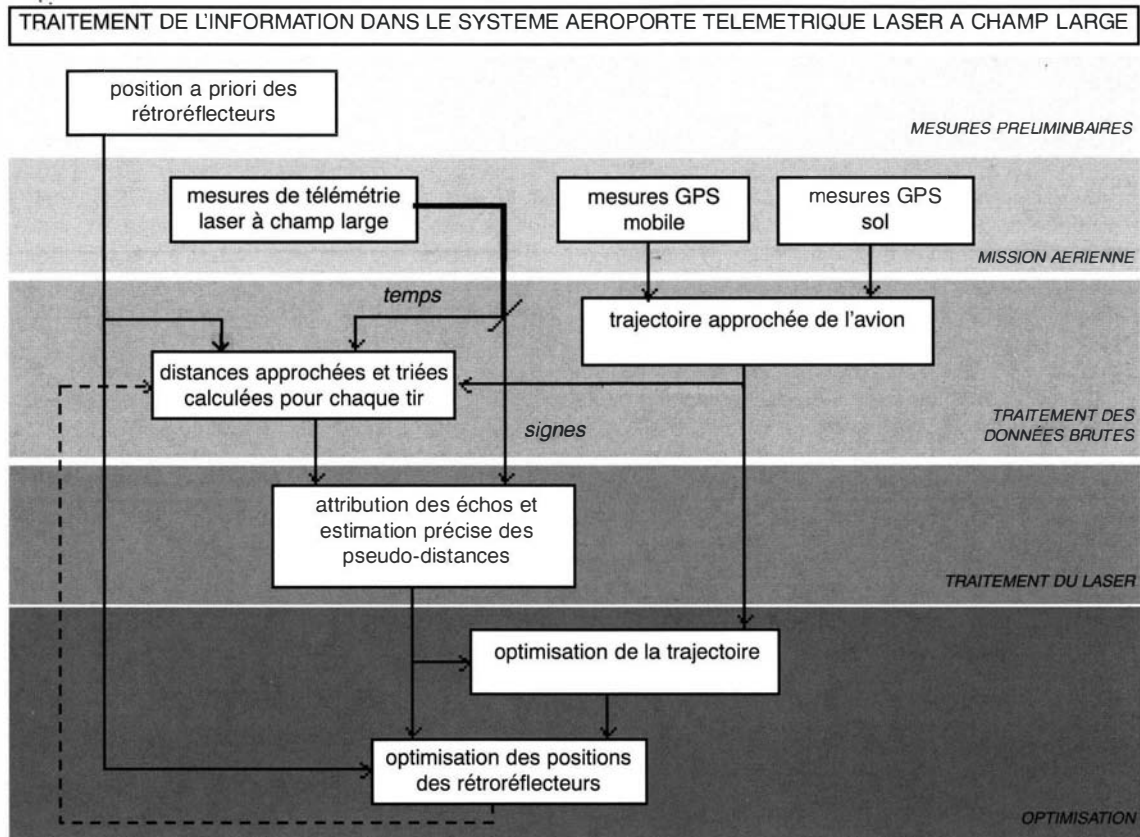 TRAITEMENT DE L'INFORMATION DANS LE SYSTEME AEROPORTE TELEMETRIQUE LASER A CHAMP LARGE
position a priori des
rétroréflecteurs
MESURES PRELIMINBAIRES
mesures de télémétrie
laser à champ large
mesures GPS
mobile
mesures GPS
sol
MISSION AERIENNE
temps
trajectoire approchée de l'avion
distances approchées et triées
calculées pour chaque tir
signes
TRAITEMENT DES
DONNÉES BRUTES
attribution des échos et
estimation précise des
pseudo-distances
TRAITEMENT DU LASER
optimisation de la trajectoire
optimisation des positions
des rétroréflecteurs
OPTIMISATION